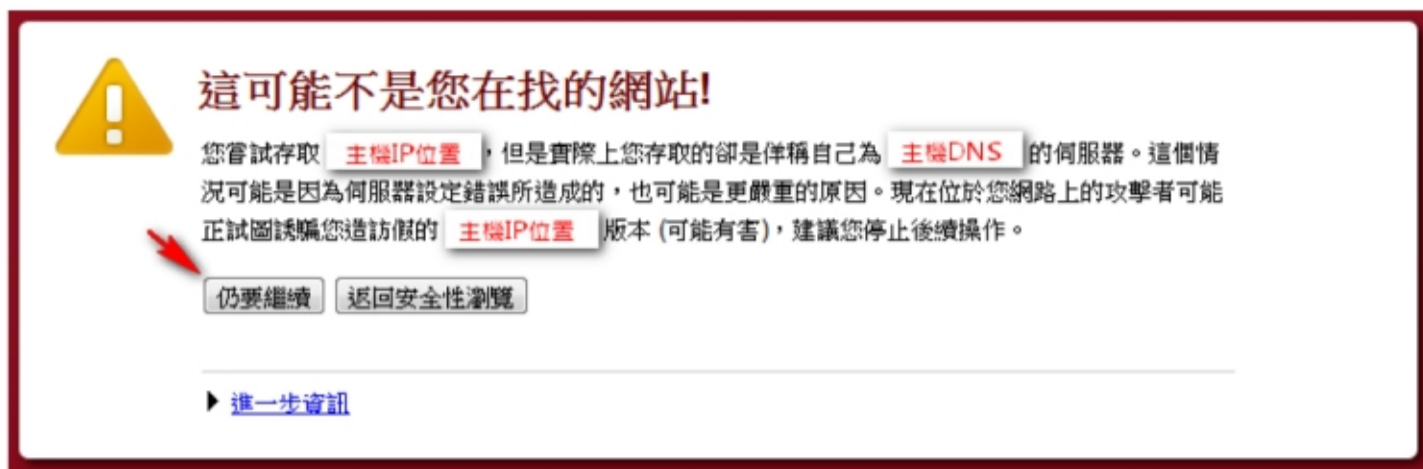 這可能不是您在找的網站!
您嘗試存取 主機IP位置 ，但是實際上您存取的卻是佯稱自己為 主機DNS 的伺服器。這個情
況可能是因為伺服器設定錯誤所造成的，也可能是更嚴重的原因。現在位於您網路上的攻擊者可能
正試圖誘騙您造訪假的 主機IP位置 版本 (可能有害)，建議您停止後續操作。
仍要繼續 返回安全性瀏覽
進一步資訊